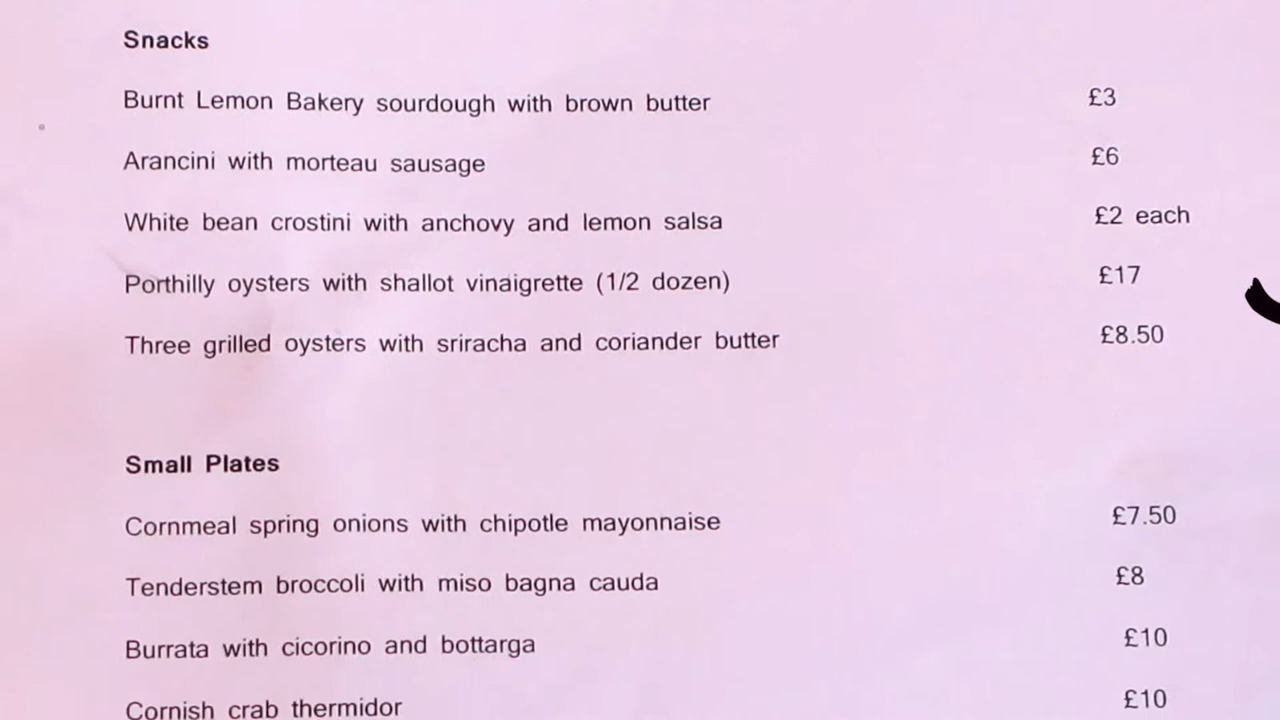 Snacks
Burnt Lemon Bakery sourdough with brown butter £3
Arancini with morteau sausage £6
White bean crostini with anchovy and lemon salsa £2 each
Porthilly oysters with shallot vinaigrette (1/2 dozen) £17
Three grilled oysters with sriracha and coriander butter £8.50
Small Plates
Cornmeal spring onions with chipotle mayonnaise £7.50
Tenderstem broccoli with miso bagna cauda £8
Burrata with cicorino and bottarga £10
Cornish crab thermidor £10